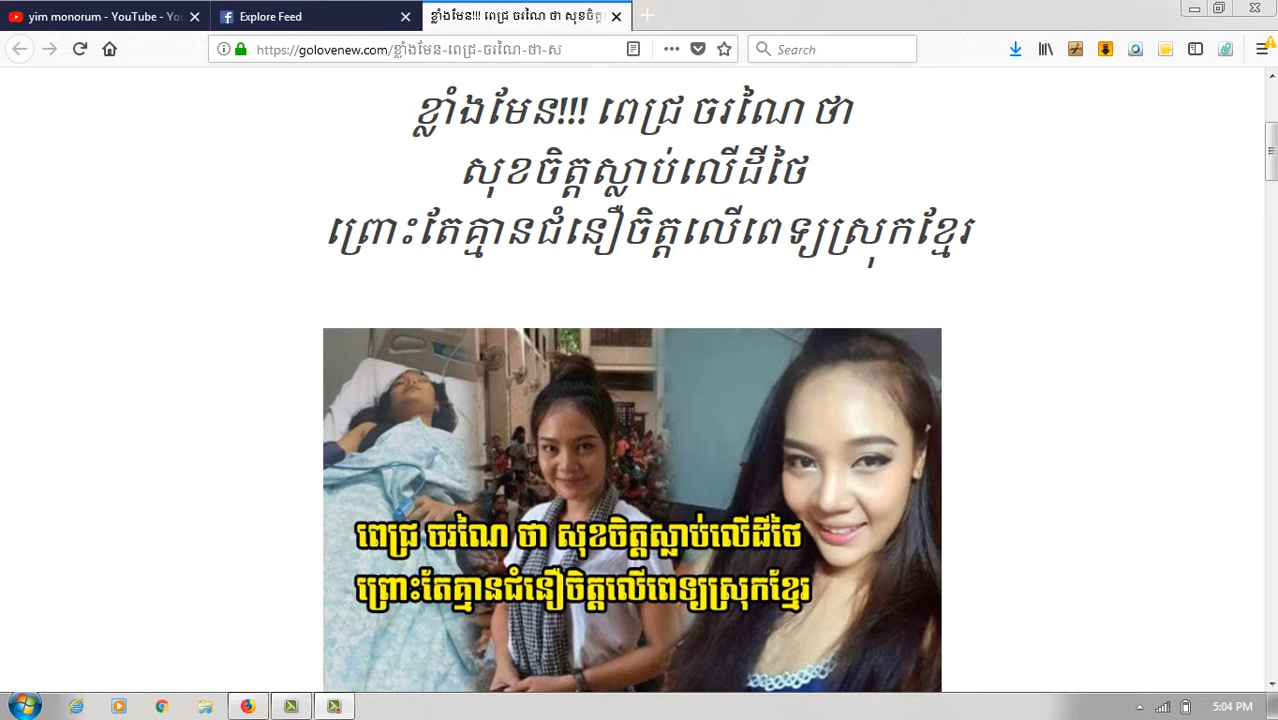 yim monorum - YouTube - You
Explore Feed
ខ្លាំងមែន!!! ពេជ្រ ចរណៃ ថា សុខចិត្ត
https://golovenew.com/ខ្លាំងមែន-ពេជ្រ-ចរណៃ-ថា-ស
Search
ខ្លាំងមែន!!! ពេជ្រ ចរណៃ ថា
សុខចិត្តស្លាប់លើដីថៃ
ព្រោះតែគ្មានជំនឿចិត្តលើពេទ្យស្រុកខ្មែរ
ពេជ្រ ចរណៃ ថា សុខចិត្តស្លាប់លើដីថៃ
ព្រោះតែគ្មានជំនឿចិត្តលើពេទ្យស្រុកខ្មែរ
5:04 PM